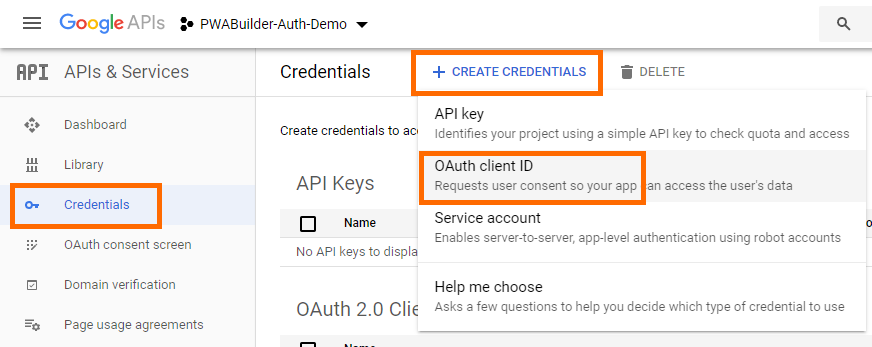 Google APIs PWABuilder-Auth-Demo
API APIs & Services
Credentials + CREATE CREDENTIALS DELETE
Dashboard
Library
Credentials
OAuth consent screen
Domain verification
Page usage agreements
Create credentials to
API key
Identifies your project using a simple API key to check quota and access
OAuth client ID
Requests user consent so your app can access the user's data
Service account
Enables server-to-server, app-level authentication using robot accounts
Help me choose
Asks a few questions to help you decide which type of credential to use
API Keys
Name
No API keys to
OAuth 2.0